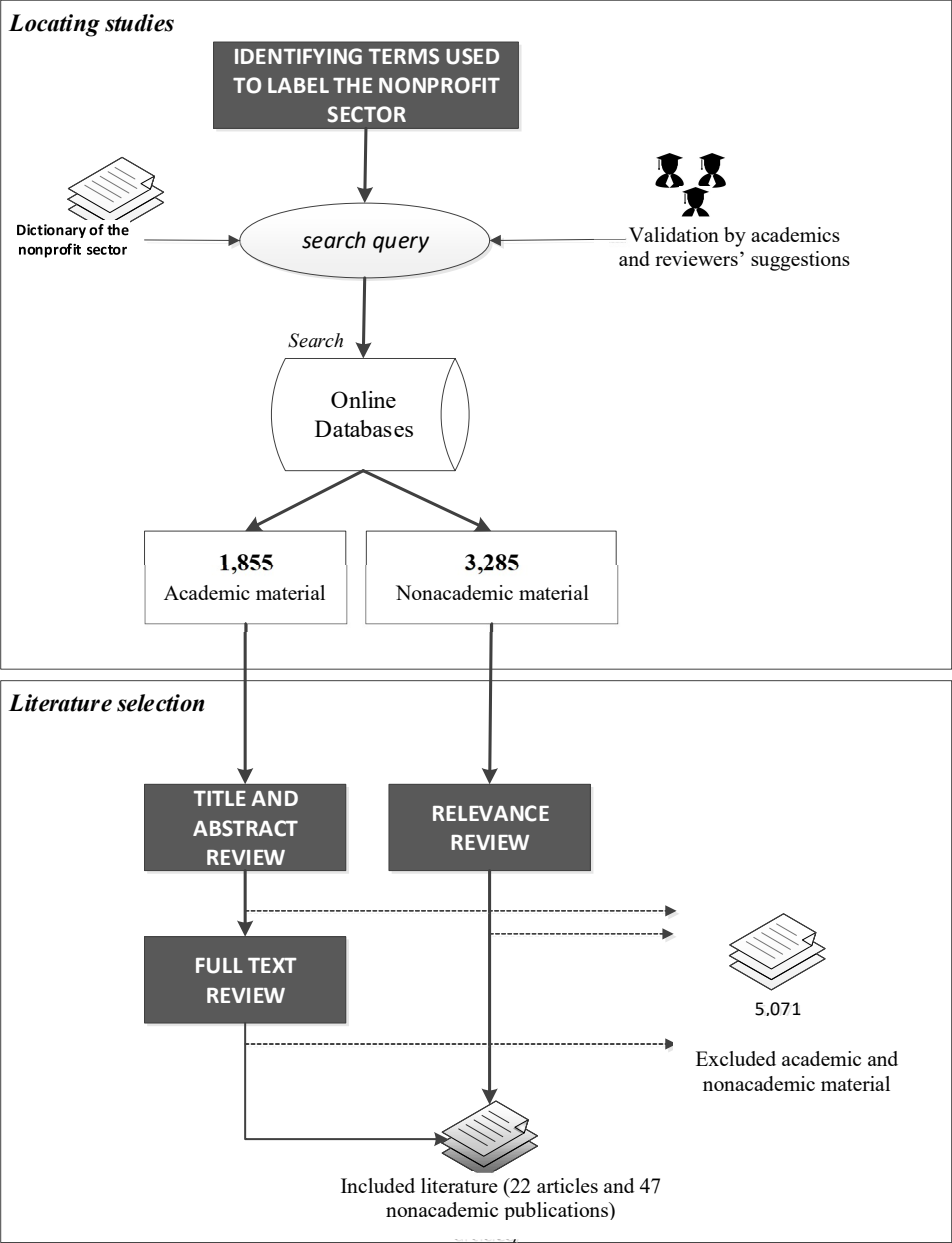 Locating studies
IDENTIFYING TERMS USED
TO LABEL THE NONPROFIT
SECTOR
Dictionary of the
nonprofit sector
search query
Validation by academics
and reviewers’ suggestions
Search
Online
Databases
1,855
Academic material
3,285
Nonacademic material
Literature selection
TITLE AND
ABSTRACT
REVIEW
RELEVANCE
REVIEW
FULL TEXT
REVIEW
5,071
Excluded academic and
nonacademic material
Included literature (22 articles and 47
nonacademic publications)